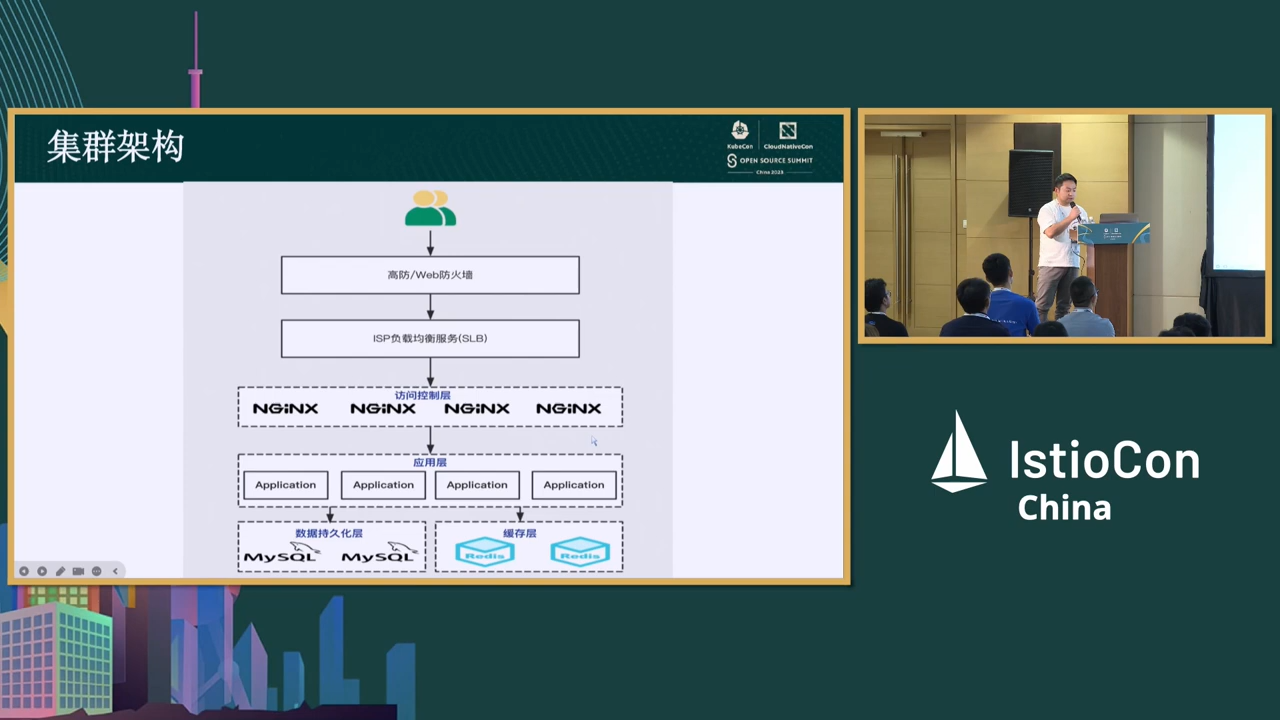 集群架构
KubeCon
CloudNativeCon
OPEN SOURCE SUMMIT
China 2023
高防/Web防火墙
ISP负载均衡服务(SLB)
访问控制层
NGINX NGINX NGINX NGINX
应用层
Application Application Application Application
数据持久化层
MySQL MySQL
缓存层
Redis Redis
IstioCon
China